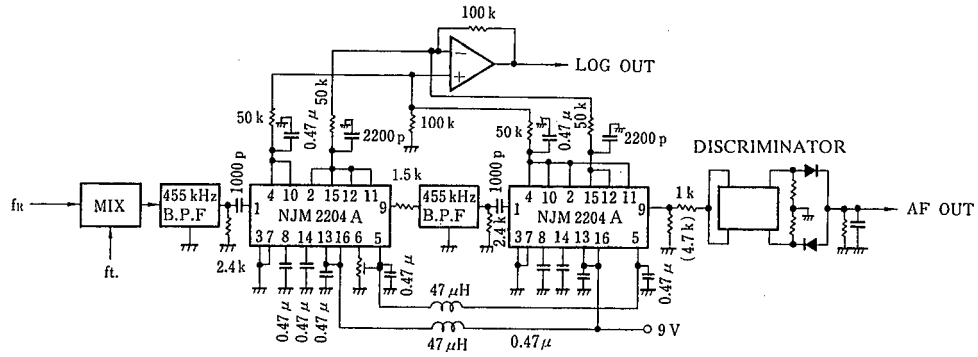 100 k
LOG OUT
50 k
50 k
0.47 μ
2200 p
100 k
50 k
0.47 μ
50 k
2200 p
DISCRIMINATOR
fR
MIX
ft.
455 kHz
B.P.F
1000 p
2.4 k
4 10 2 15 12 11
1 NJM 2204 A 9
3 7 8 14 13 16 6 5
1.5 k
455 kHz
B.P.F
1000 p
2.4 k
4 10 2 15 12 11
1 NJM 2204 A 9
3 7 8 14 13 16 5
1 k
(4.7 k)
AF OUT
0.47 μ
0.47 μ
0.47 μ
0.47 μ
47 μH
47 μH
0.47 μ
0.47 μ
9 V